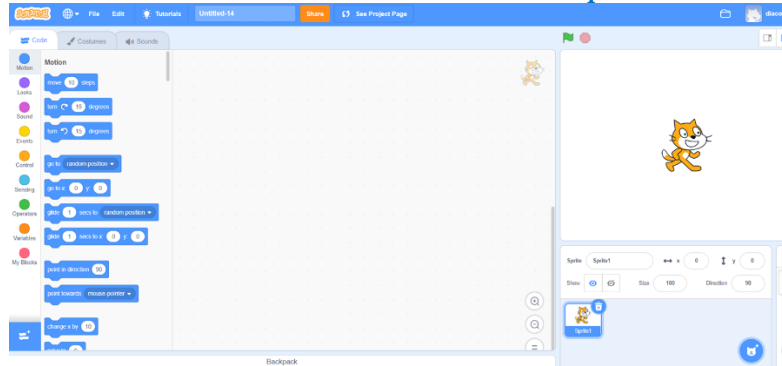 SCRATCH File Edit Tutorials Untitled-14 Share See Project Page diaco
Code Costumes Sounds
Motion
Looks
Sound
Events
Control
Sensing
Operators
Variables
My Blocks
Motion
move 10 steps
turn 15 degrees
turn 15 degrees
go to random position
go to x: 0 y: 0
glide 1 secs to random position
glide 1 secs to x: 0 y: 0
point in direction 90
point towards mouse-pointer
change x by 10
Sprite Sprite1 x 0 y 0
Show Size 100 Direction 90
Sprite1
Backpack